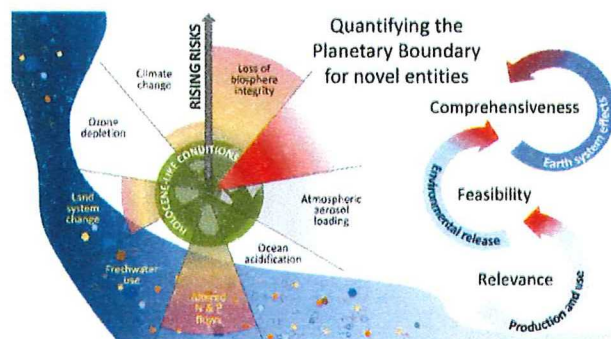 Quantifying the
Planetary Boundary
for novel entities
RISING RISKS
Climate
change
Loss of
biosphere
integrity
Ozone
depletion
HOLOCENE-LIKE CONDITIONS
Land
system
change
Atmospheric
aerosol
loading
Freshwater
use
Ocean
acidification
Altered
N & P
flows
Comprehensiveness
Earth system effects
Feasibility
Environmental release
Relevance
Production and use